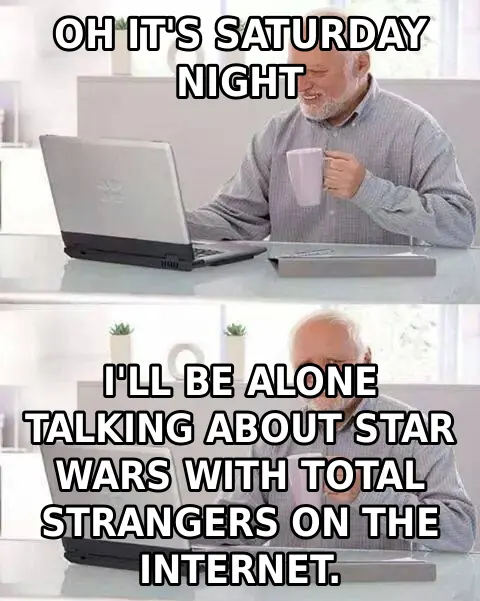 OH IT'S SATURDAY
NIGHT
I'LL BE ALONE
TALKING ABOUT STAR
WARS WITH TOTAL
STRANGERS ON THE
INTERNET.